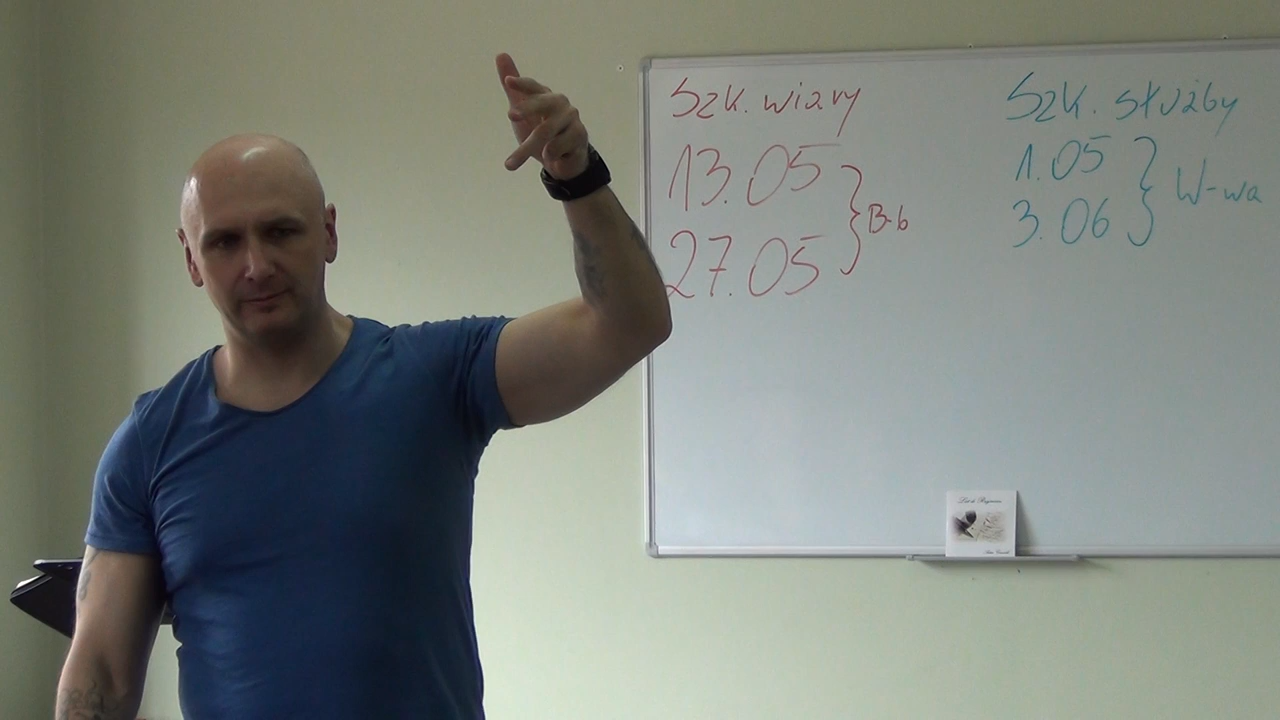 Szk. wiary
13.05
27.05
B-b
Szk. służby
1.05
3.06
W-wa